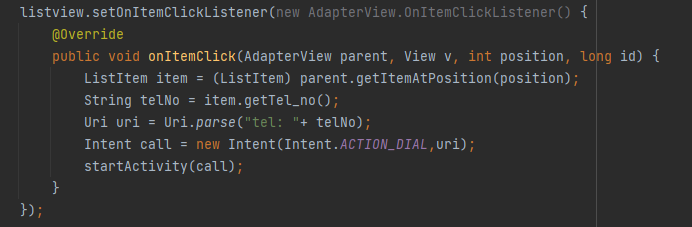 listview.setOnItemClickListener(new AdapterView.OnItemClickListener() {
@Override
public void onItemClick(AdapterView parent, View v, int position, long id) {
ListItem item = (ListItem) parent.getItemAtPosition(position);
String telNo = item.getTel_no();
Uri uri = Uri.parse("tel: "+ telNo);
Intent call = new Intent(Intent.ACTION_DIAL,uri);
startActivity(call);
}
});